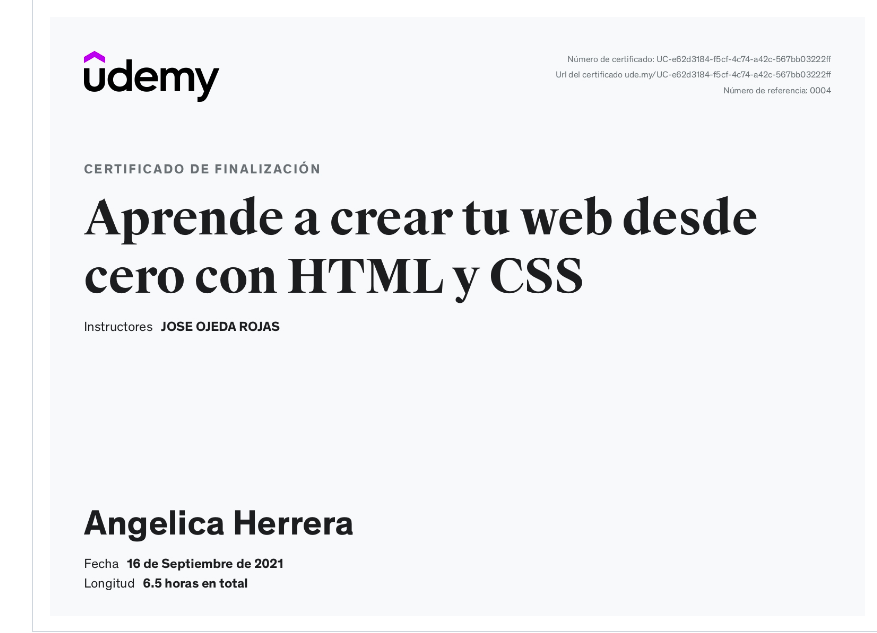 udemy
Número de certificado: UC-e62d3184-f5cf-4c74-a42c-567bb03222ff
Url del certificado ude.my/UC-e62d3184-f5cf-4c74-a42c-567bb03222ff
Número de referencia: 0004
CERTIFICADO DE FINALIZACIÓN
Aprende a crear tu web desde
cero con HTML y CSS
Instructores JOSE OJEDA ROJAS
Angelica Herrera
Fecha 16 de Septiembre de 2021
Longitud 6.5 horas en total